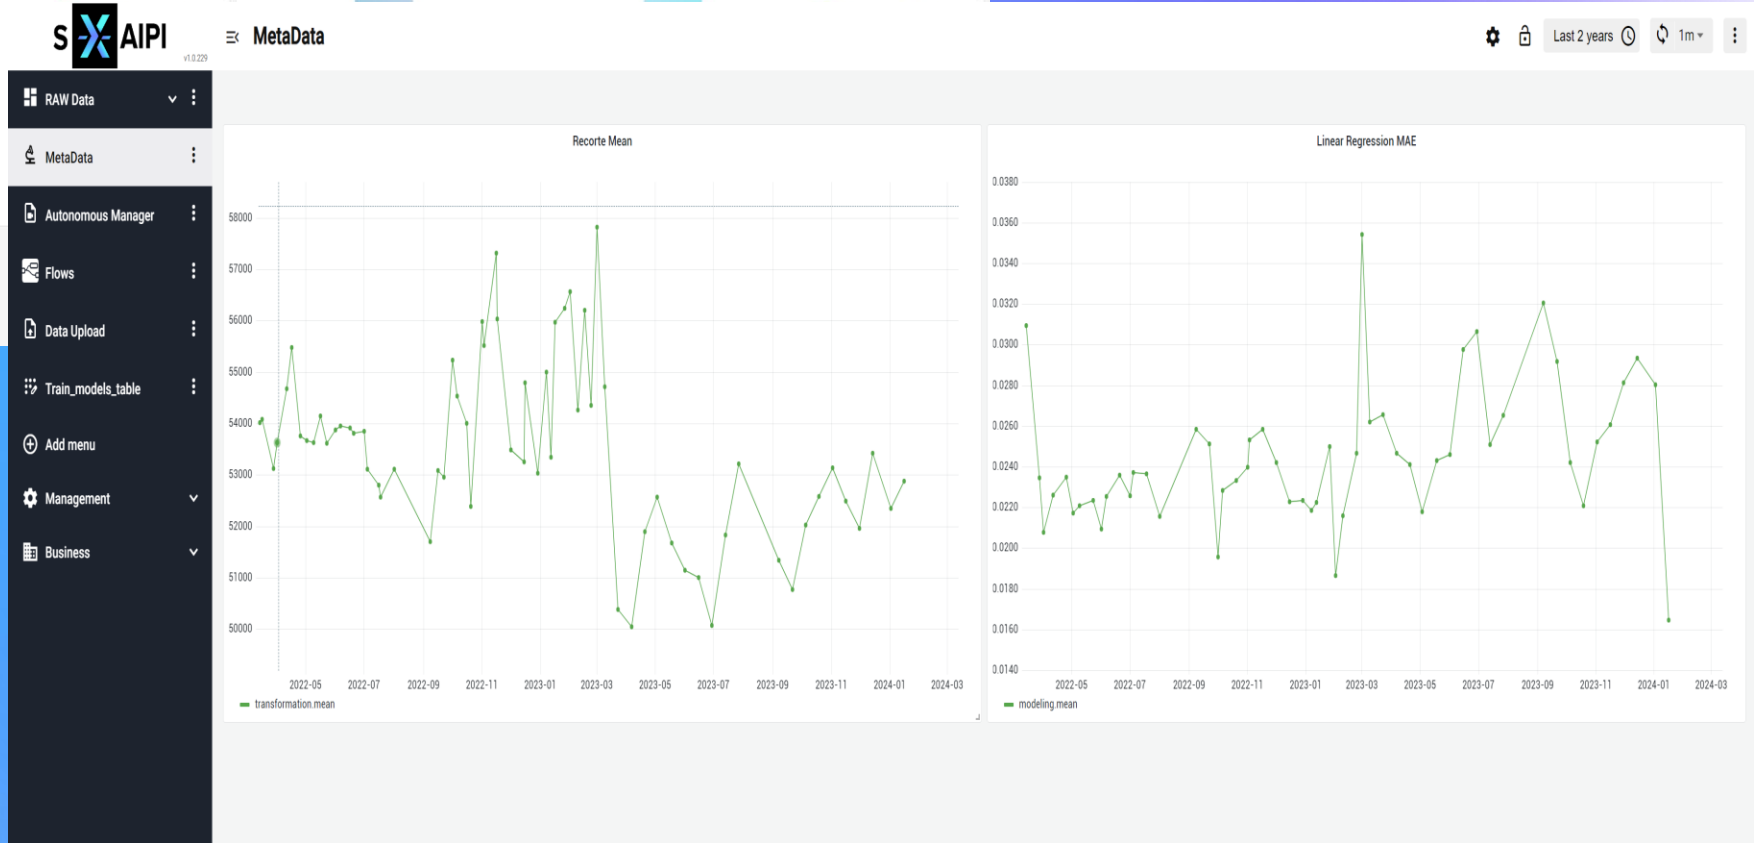 S X AIPI
v1.0.229
MetaData
Last 2 years
1m
RAW Data
MetaData
Autonomous Manager
Flows
Data Upload
Train_models_table
Add menu
Management
Business
Recorte Mean
58000
57000
56000
55000
54000
53000
52000
51000
50000
2022-05 2022-07 2022-09 2022-11 2023-01 2023-03 2023-05 2023-07 2023-09 2023-11 2024-01 2024-03
transformation.mean
Linear Regression MAE
0.0380
0.0360
0.0340
0.0320
0.0300
0.0280
0.0260
0.0240
0.0220
0.0200
0.0180
0.0160
0.0140
2022-05 2022-07 2022-09 2022-11 2023-01 2023-03 2023-05 2023-07 2023-09 2023-11 2024-01 2024-03
modeling.mean